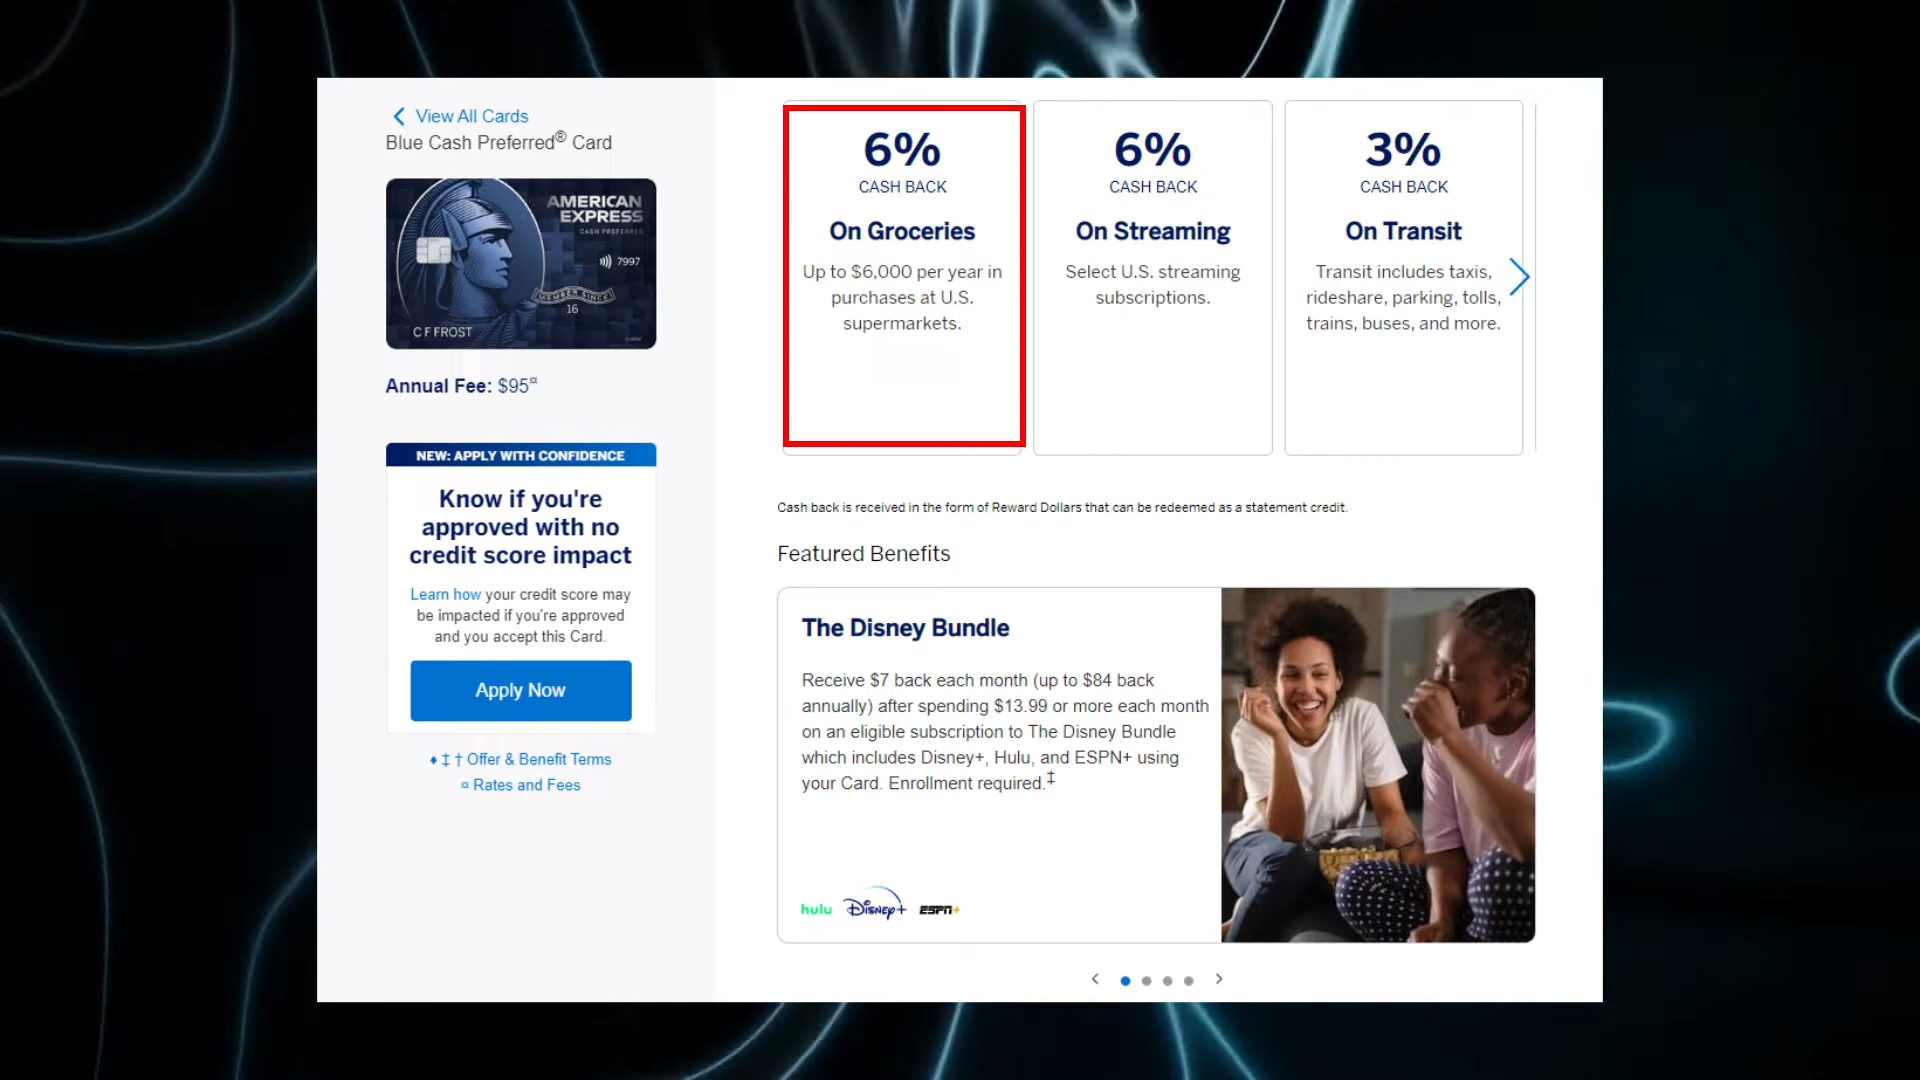 View All Cards
Blue Cash Preferred® Card
AMERICAN
EXPRESS
CASH PREFERRED
7997
MEMBER SINCE
16
C F FROST
Annual Fee: $95¤
NEW: APPLY WITH CONFIDENCE
Know if you're
approved with no
credit score impact
Learn how your credit score may
be impacted if you're approved
and you accept this Card.
Apply Now
♦ ‡ † Offer & Benefit Terms
¤ Rates and Fees
6%
CASH BACK
On Groceries
Up to $6,000 per year in
purchases at U.S.
supermarkets.
6%
CASH BACK
On Streaming
Select U.S. streaming
subscriptions.
3%
CASH BACK
On Transit
Transit includes taxis,
rideshare, parking, tolls,
trains, buses, and more.
Cash back is received in the form of Reward Dollars that can be redeemed as a statement credit.
Featured Benefits
The Disney Bundle
Receive $7 back each month (up to $84 back
annually) after spending $13.99 or more each month
on an eligible subscription to The Disney Bundle
which includes Disney+, Hulu, and ESPN+ using
your Card. Enrollment required.‡
hulu Disney+ ESPN+